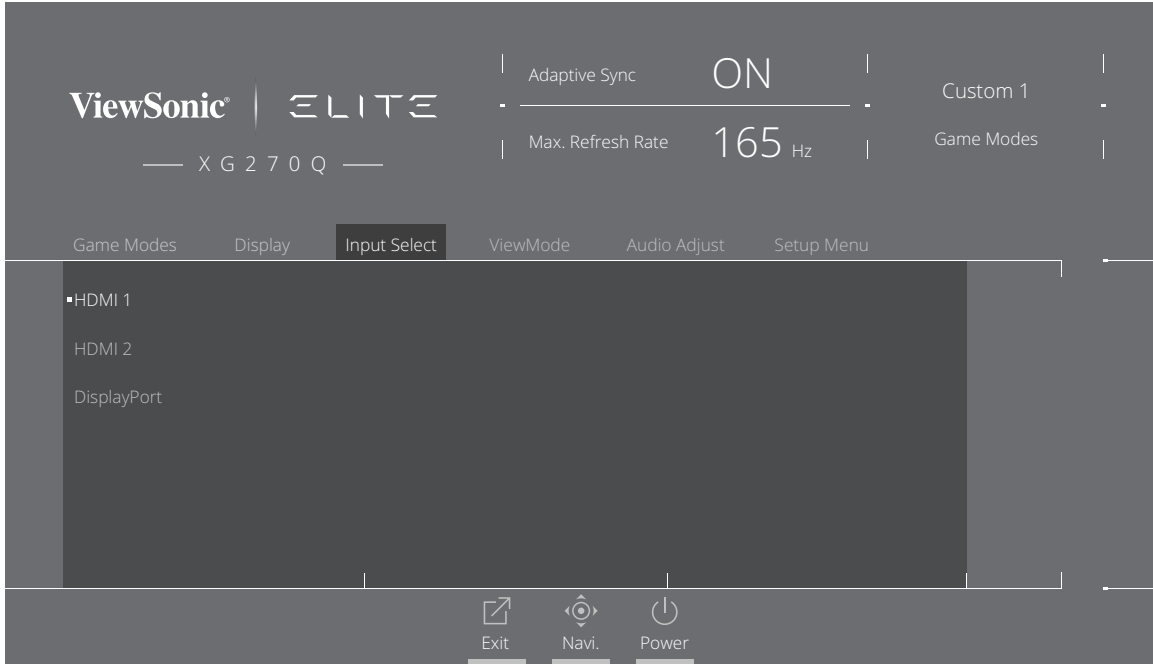 ViewSonic® | ELITE
XG270Q
Adaptive Sync ON
Max. Refresh Rate 165 Hz
Custom 1
Game Modes
Game Modes Display Input Select ViewMode Audio Adjust Setup Menu
HDMI 1
HDMI 2
DisplayPort
Exit Navi. Power